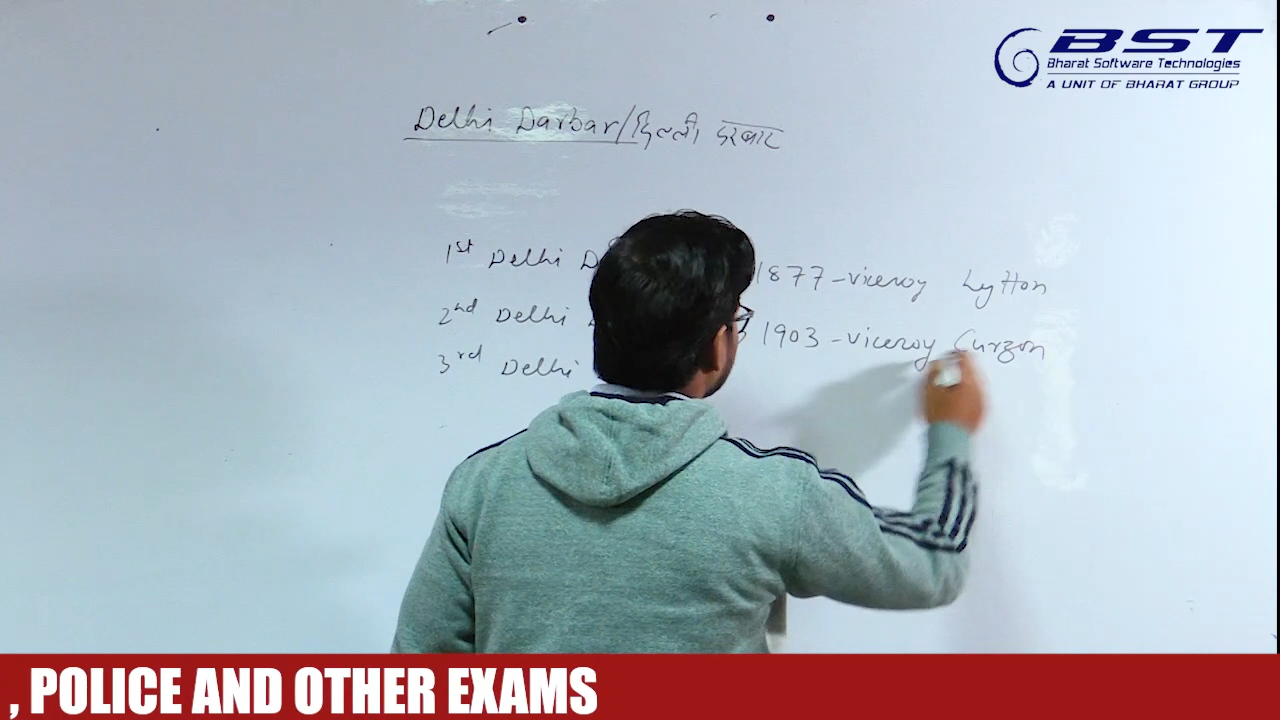 BST
Bharat Software Technologies
A UNIT OF BHARAT GROUP
Delhi Darbar/दिल्ली दरबार
1st Delhi D 1877-viceroy Lytton
2nd Delhi 1903-viceroy Curzon
3rd Delhi
, POLICE AND OTHER EXAMS